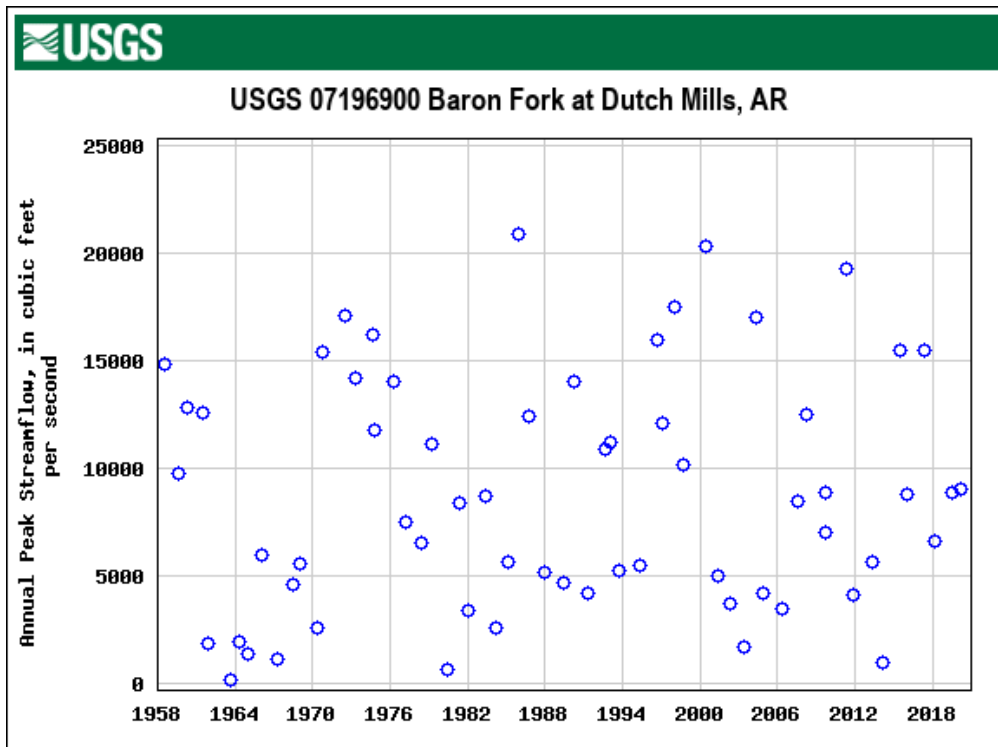 USGS
USGS 07196900 Baron Fork at Dutch Mills, AR
Annual Peak Streamflow, in cubic feet
per second
25000
20000
15000
10000
5000
0
1958 1964 1970 1976 1982 1988 1994 2000 2006 2012 2018